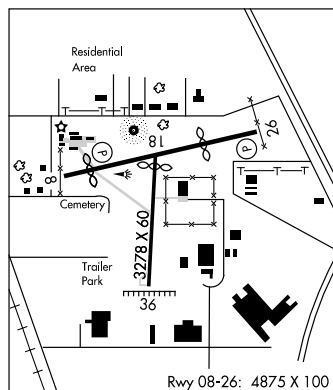 Residential
Area
P
18
26
P
8
Cemetery
3278 X 60
Trailer
Park
36
Rwy 08-26: 4875 X 100